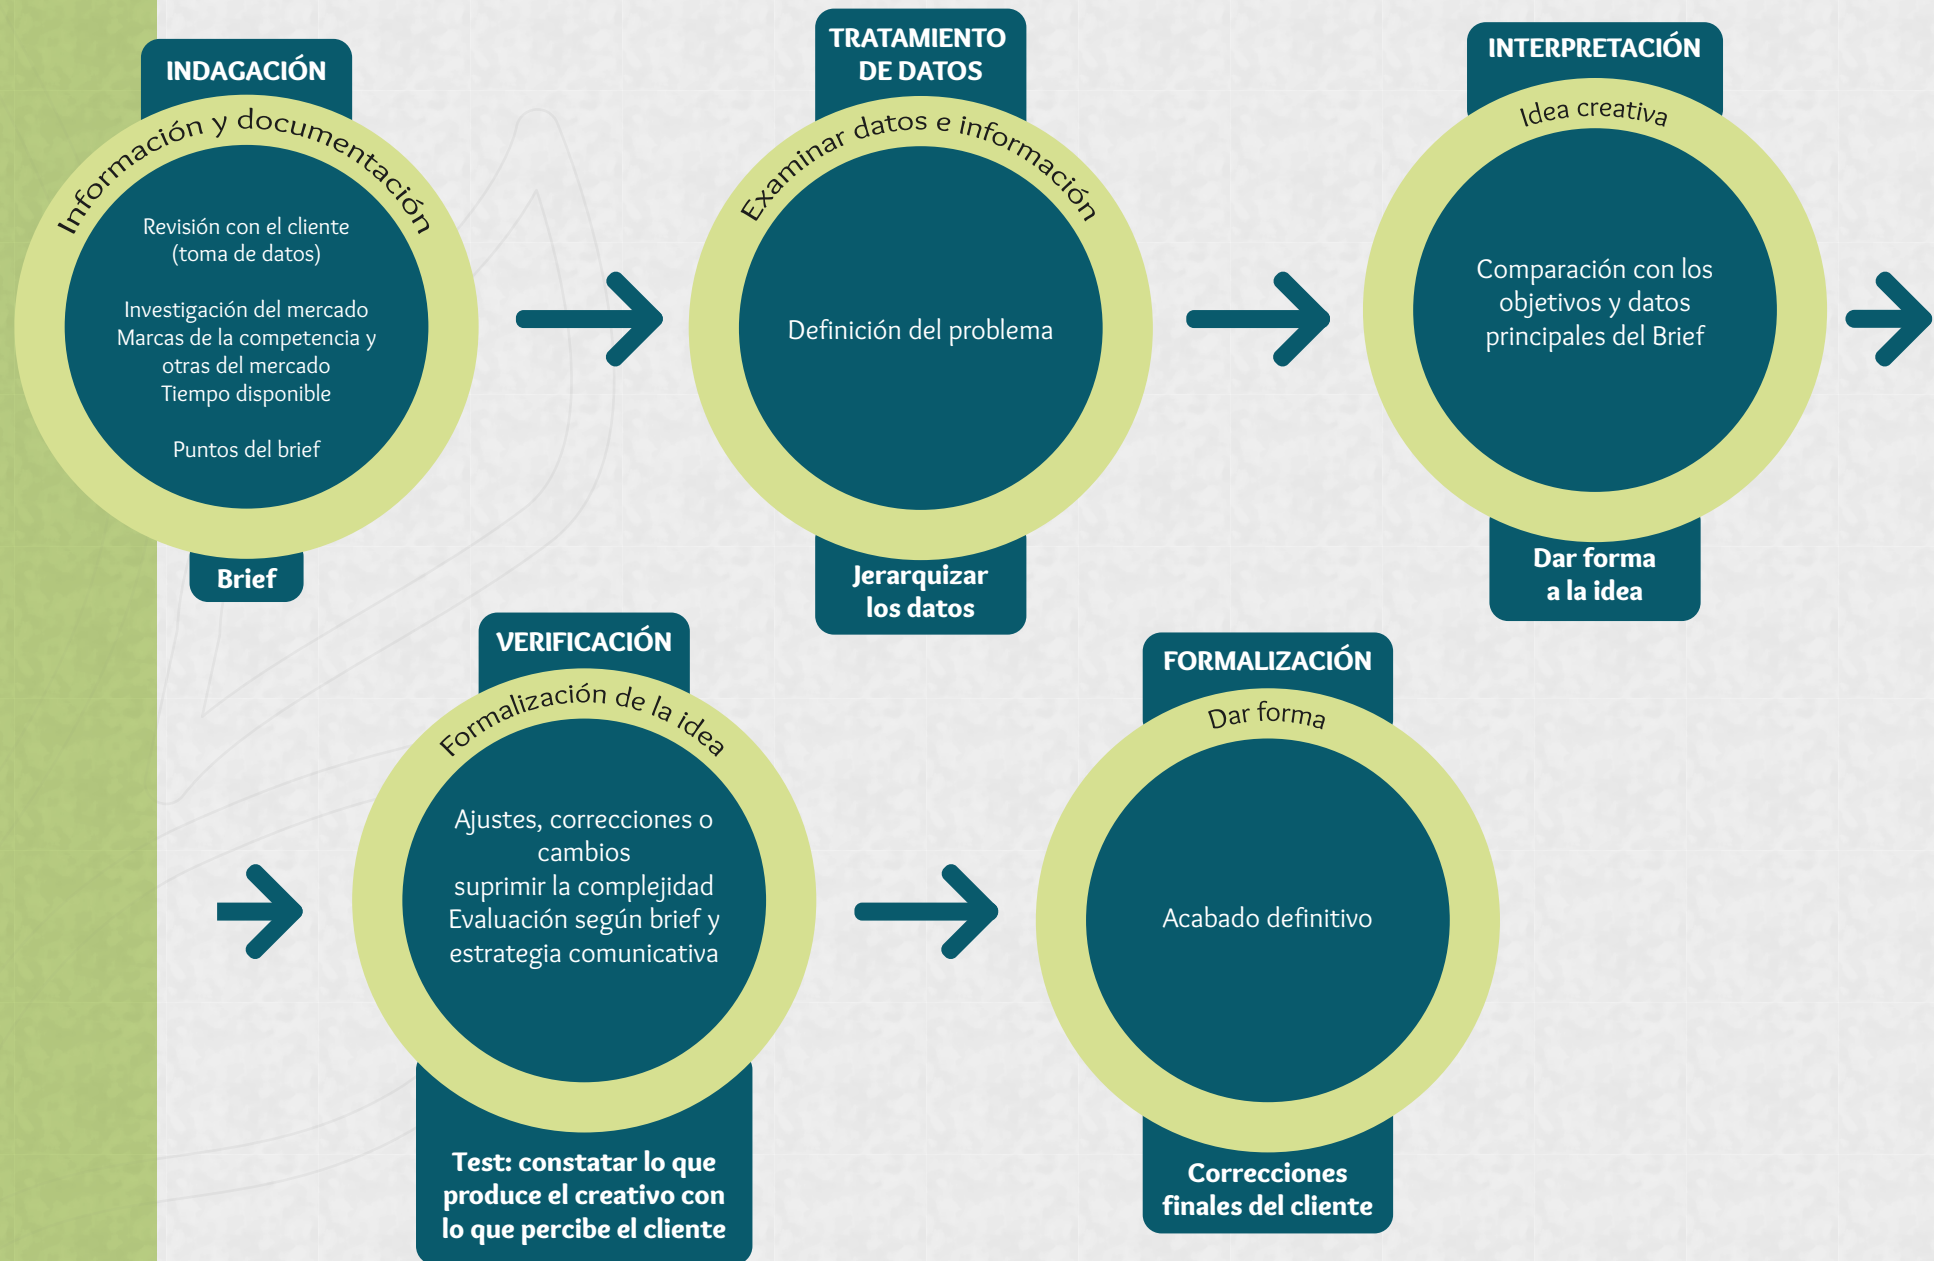 INDAGACIÓN
Información y documentación
Revisión con el cliente
(toma de datos)
Investigación del mercado
Marcas de la competencia y
otras del mercado
Tiempo disponible
Puntos del brief
Brief
TRATAMIENTO
DE DATOS
Examinar datos e información
Definición del problema
Jerarquizar
los datos
INTERPRETACIÓN
Idea creativa
Comparación con los
objetivos y datos
principales del Brief
Dar forma
a la idea
VERIFICACIÓN
Formalización de la idea
Ajustes, correcciones o
cambios
suprimir la complejidad
Evaluación según brief y
estrategia comunicativa
Test: constatar lo que
produce el creativo con
lo que percibe el cliente
FORMALIZACIÓN
Dar forma
Acabado definitivo
Correcciones
finales del cliente